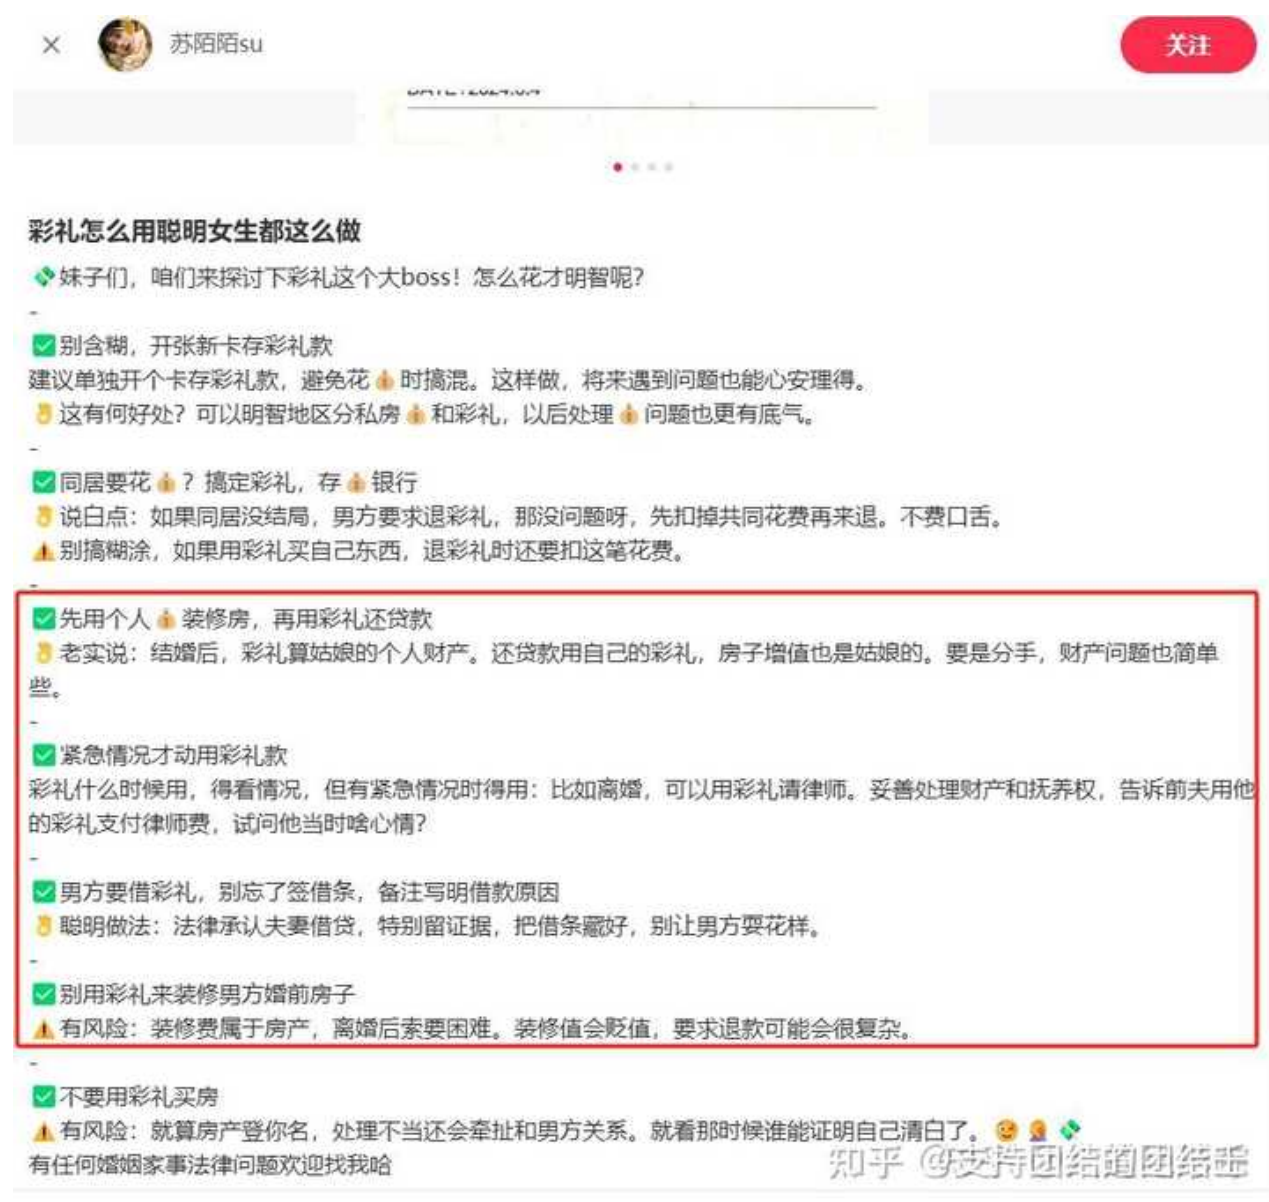 苏陌陌su
关注
DATE:2024.6.4
彩礼怎么用聪明女生都这么做
妹子们，咱们来探讨下彩礼这个大boss！怎么花才明智呢？
-
✅别含糊，开张新卡存彩礼款
建议单独开个卡存彩礼款，避免花💰时搞混。这样做，将来遇到问题也能心安理得。
👌这有何好处？可以明智地区分私房💰和彩礼，以后处理💰问题也更有底气。
-
✅同居要花💰？搞定彩礼，存💰银行
👌说白点：如果同居没结局，男方要求退彩礼，那没问题呀，先扣掉共同花费再来退。不费口舌。
⚠️别搞糊涂，如果用彩礼买自己东西，退彩礼时还要扣这笔花费。
-
✅先用个人💰装修房，再用彩礼还贷款
👌老实说：结婚后，彩礼算姑娘的个人财产。还贷款用自己的彩礼，房子增值也是姑娘的。要是分手，财产问题也简单
些。
-
✅紧急情况才动用彩礼款
彩礼什么时候用，得看情况，但有紧急情况时得用：比如离婚，可以用彩礼请律师。妥善处理财产和抚养权，告诉前夫用他
的彩礼支付律师费，试问他当时啥心情？
-
✅男方要借彩礼，别忘了签借条，备注写明借款原因
👌聪明做法：法律承认夫妻借贷，特别留证据，把借条藏好，别让男方耍花样。
-
✅别用彩礼来装修男方婚前房子
⚠️有风险：装修费属于房产，离婚后索要困难。装修值会贬值，要求退款可能会很复杂。
-
✅不要用彩礼买房
⚠️有风险：就算房产登你名，处理不当还会牵扯和男方关系。就看那时候谁能证明自己清白了。
有任何婚姻家事法律问题欢迎找我哈
知乎 @支持团结的团结